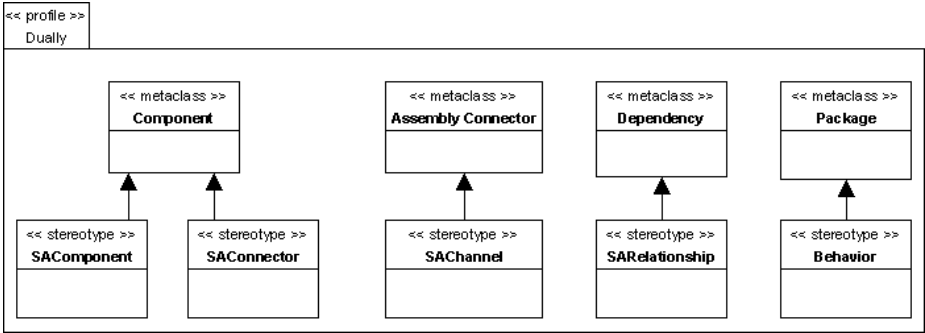 << profile >>
Dually
<< metaclass >>
Component
<< metaclass >>
Assembly Connector
<< metaclass >>
Dependency
<< metaclass >>
Package
<< stereotype >>
SAComponent
<< stereotype >>
SAConnector
<< stereotype >>
SAChannel
<< stereotype >>
SARelationship
<< stereotype >>
Behavior